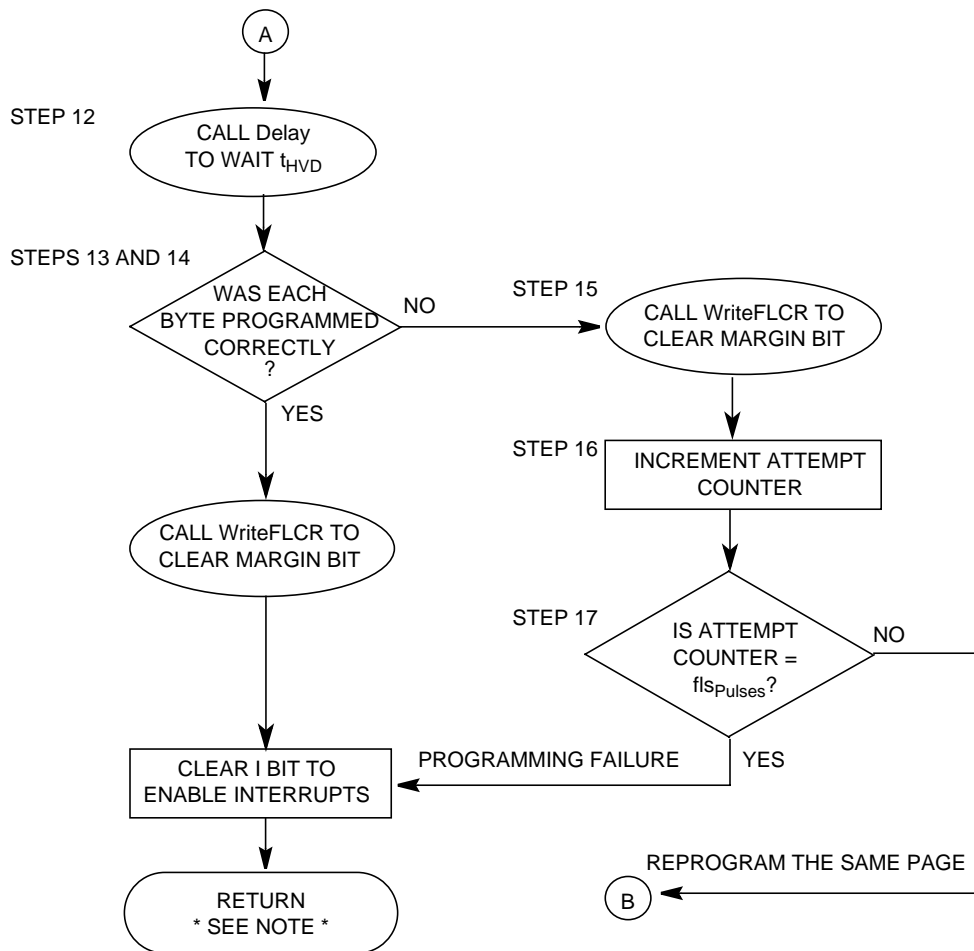 A
STEP 12
CALL Delay
TO WAIT tHVD
STEPS 13 AND 14
WAS EACH
BYTE PROGRAMMED
CORRECTLY
?
NO
YES
STEP 15
CALL WriteFLCR TO
CLEAR MARGIN BIT
STEP 16
INCREMENT ATTEMPT
COUNTER
CALL WriteFLCR TO
CLEAR MARGIN BIT
STEP 17
IS ATTEMPT
COUNTER =
flsPulses?
NO
YES
PROGRAMMING FAILURE
CLEAR I BIT TO
ENABLE INTERRUPTS
REPROGRAM THE SAME PAGE
B
RETURN
* SEE NOTE *